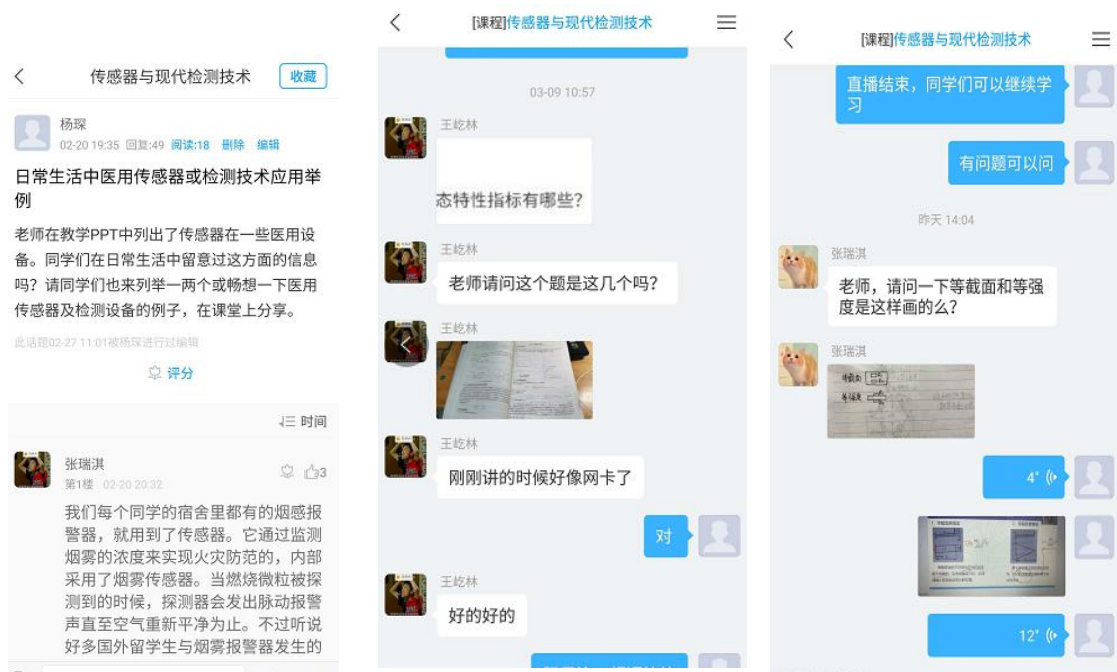 传感器与现代检测技术
收藏
杨琛
02-20 19:35 回复:49 阅读:18 删除 编辑
日常生活中医用传感器或检测技术应用举
例
老师在教学PPT中列出了传感器在一些医用设
备。同学们在日常生活中留意过这方面的信息
吗？请同学们也来列举一两个或畅想一下医用
传感器及检测设备的例子，在课堂上分享。
此话题02-27 11:01被杨琛进行过编辑
评分
时间
张瑞淇
3
第1楼 02-20 20:32
我们每个同学的宿舍里都有的烟感报
警器，就用到了传感器。它通过监测
烟雾的浓度来实现火灾防范的，内部
采用了烟雾传感器。当燃烧微粒被探
测到的时候，探测器会发出脉动报警
声直至空气重新平净为止。不过听说
好多国外留学生与烟雾报警器发生的
[课程]传感器与现代检测技术
03-09 10:57
王屹林
态特性指标有哪些？
王屹林
老师请问这个题是这几个吗？
王屹林
王屹林
刚刚讲的时候好像网卡了
对
王屹林
好的好的
[课程]传感器与现代检测技术
直播结束，同学们可以继续学
习
有问题可以问
昨天 14:04
张瑞淇
老师，请问一下等截面和等强
度是这样画的么？
张瑞淇
等截面
等强度
4"
12"